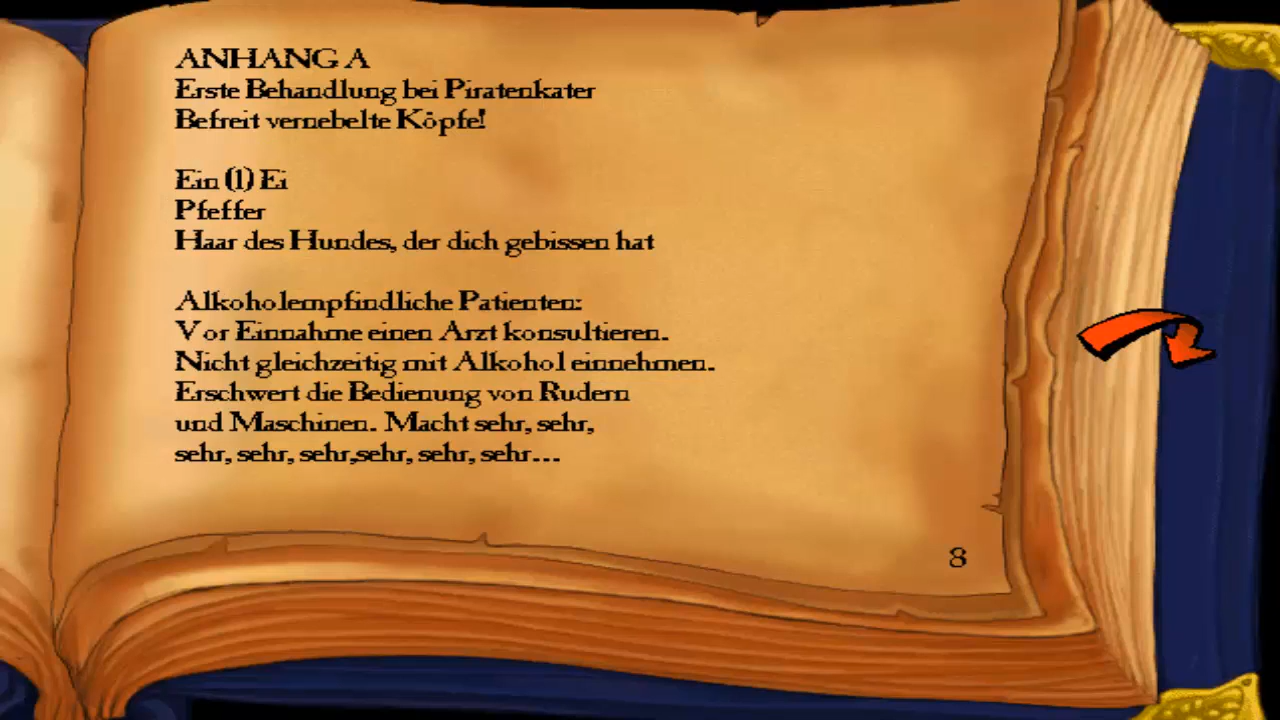 ANHANG A
Erste Behandlung bei Piratenkater
Befreit vernebelte Köpfe!
Ein (1) Ei
Pfeffer
Haar des Hundes, der dich gebissen hat
Alkoholempfindliche Patienten:
Vor Einnahme einen Arzt konsultieren.
Nicht gleichzeitig mit Alkohol einnehmen.
Erschwert die Bedienung von Rudern
und Maschinen. Macht sehr, sehr,
sehr, sehr, sehr,sehr, sehr, sehr...
8